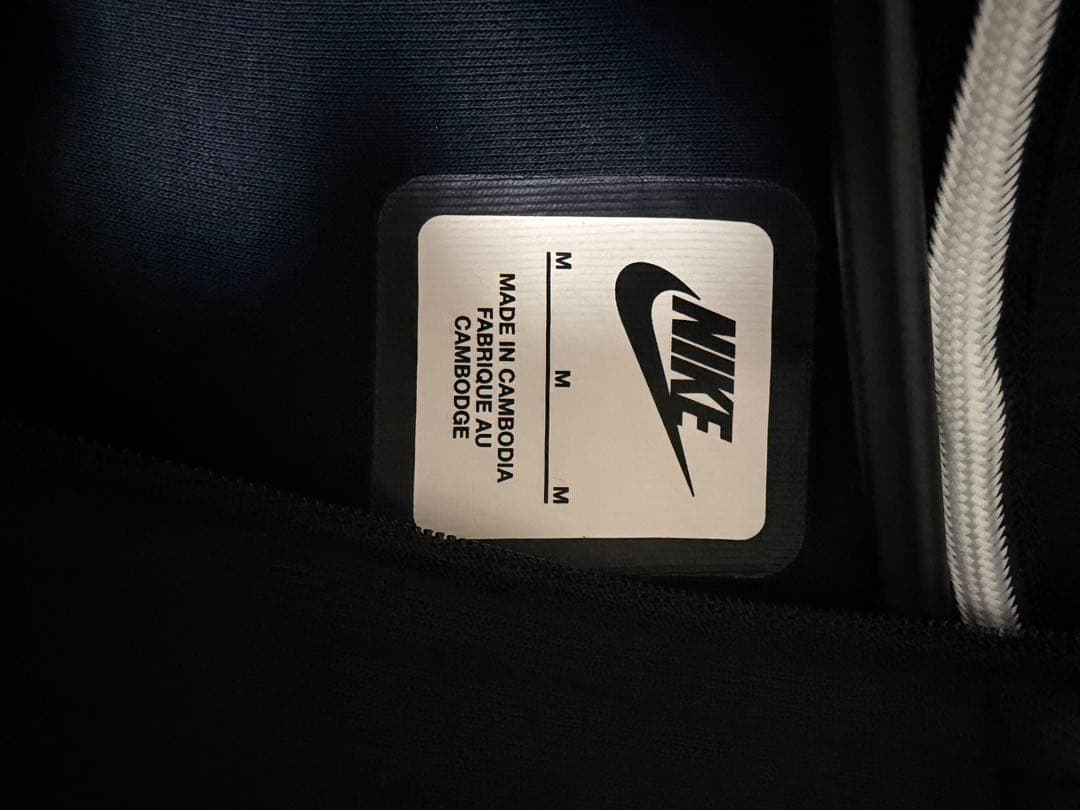 NIKE
M M M
MADE IN CAMBODIA
FABRIQUE AU
CAMBODGE